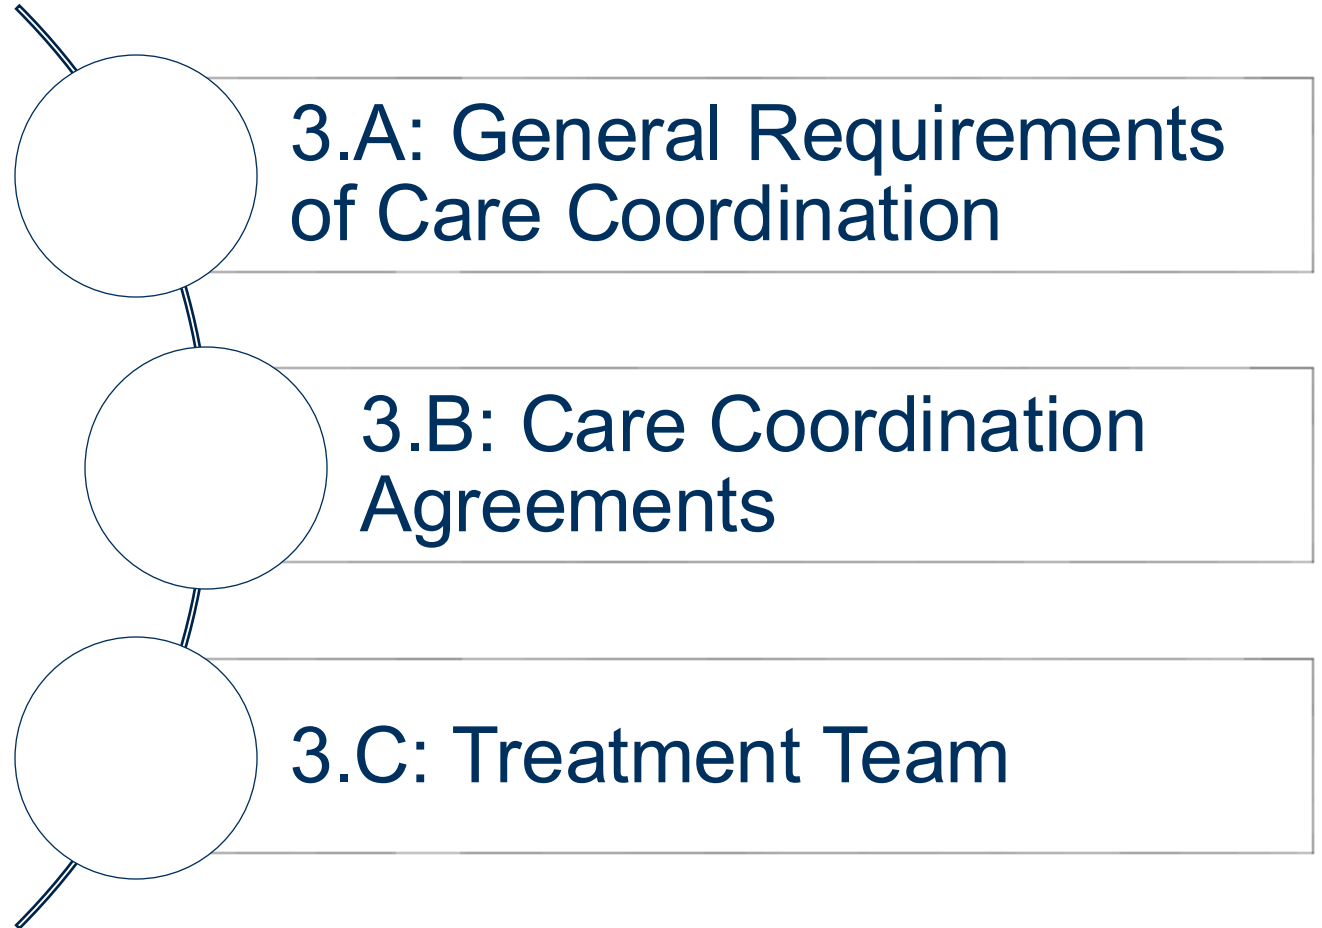 3.A: General Requirements
of Care Coordination
3.B: Care Coordination
Agreements
3.C: Treatment Team